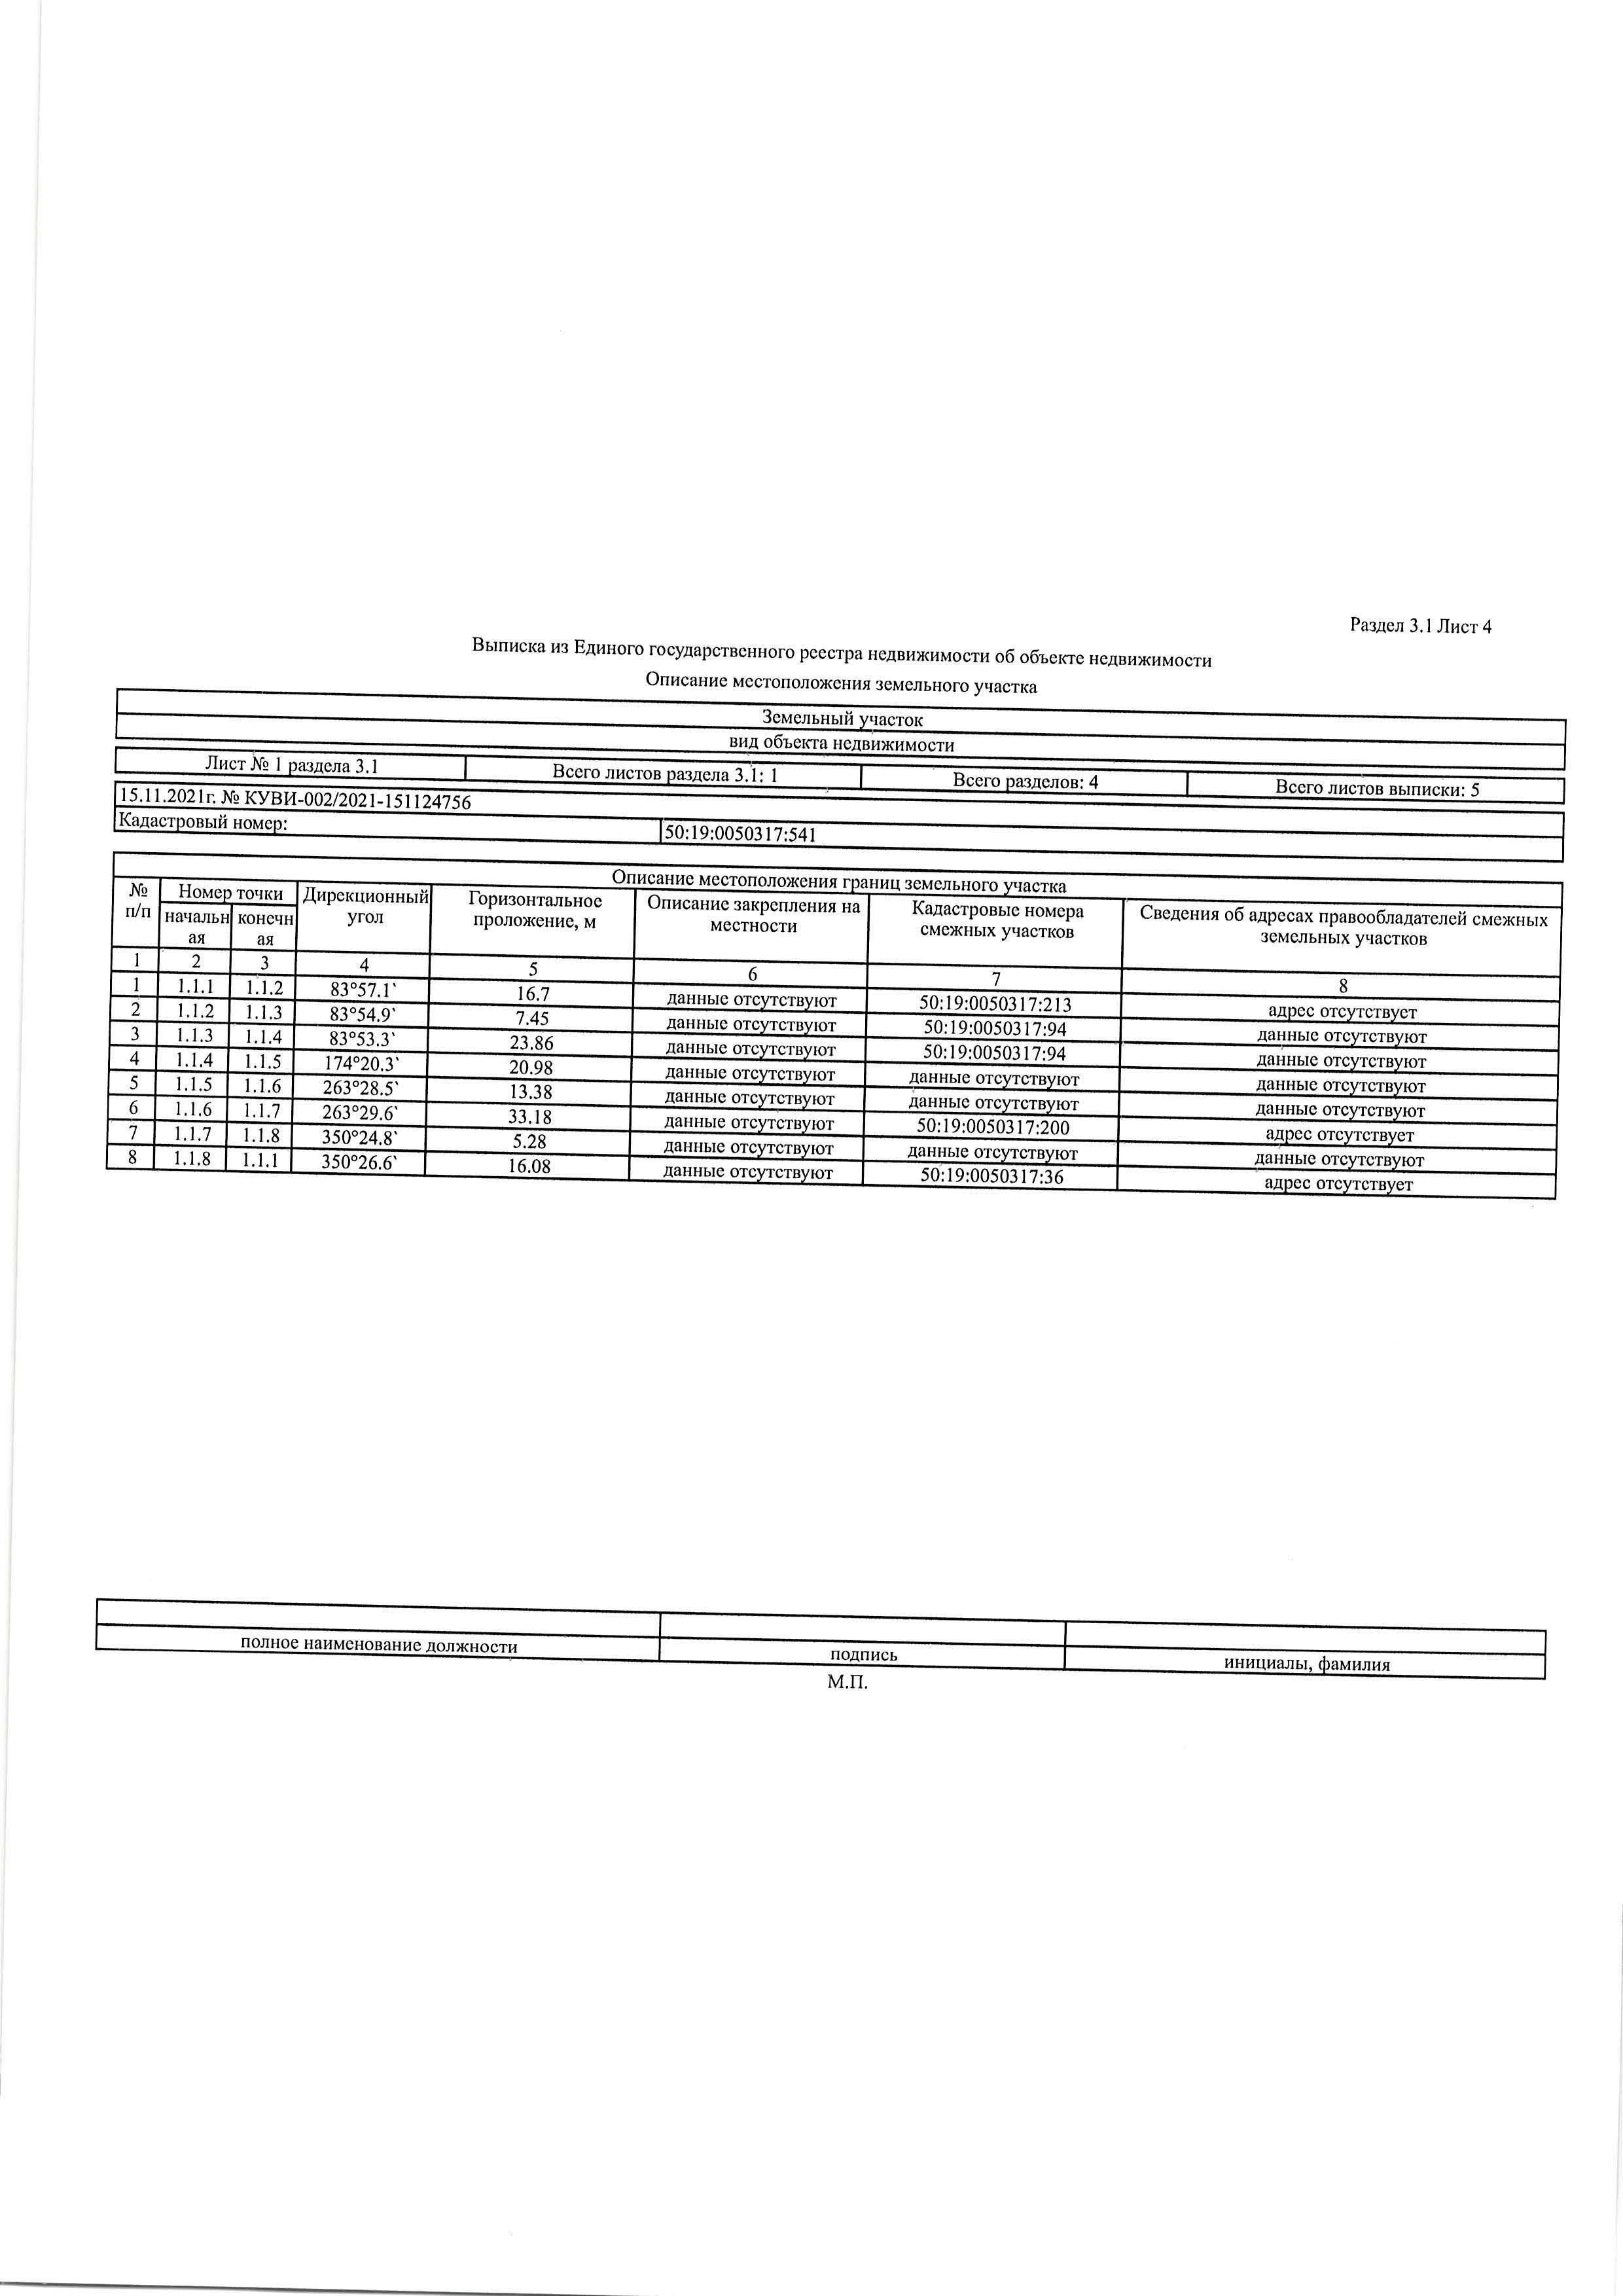 Раздел 3.1 Лист 4
Выписка из Единого государственного реестра недвижимости об объекте недвижимости
Описание местоположения земельного участка
Земельный участок
вид объекта недвижимости
Лист № 1 раздела 3.1 Всего листов раздела 3.1: 1 Всего разделов: 4 Всего листов выписки: 5
15.11.2021г. № КУВИ-002/2021-151124756
Кадастровый номер: 50:19:0050317:541
Описание местоположения границ земельного участка
№ п/п Номер точки Дирекционный угол Горизонтальное проложение, м Описание закрепления на местности Кадастровые номера смежных участков Сведения об адресах правообладателей смежных земельных участков
начальная конечная
1 2 3 4 5 6 7 8
1 1.1.1 1.1.2 83°57.1` 16.7 данные отсутствуют 50:19:0050317:213 адрес отсутствует
2 1.1.2 1.1.3 83°54.9` 7.45 данные отсутствуют 50:19:0050317:94 данные отсутствуют
3 1.1.3 1.1.4 83°53.3` 23.86 данные отсутствуют 50:19:0050317:94 данные отсутствуют
4 1.1.4 1.1.5 174°20.3` 20.98 данные отсутствуют данные отсутствуют данные отсутствуют
5 1.1.5 1.1.6 263°28.5` 13.38 данные отсутствуют данные отсутствуют данные отсутствуют
6 1.1.6 1.1.7 263°29.6` 33.18 данные отсутствуют 50:19:0050317:200 адрес отсутствует
7 1.1.7 1.1.8 350°24.8` 5.28 данные отсутствуют данные отсутствуют данные отсутствуют
8 1.1.8 1.1.1 350°26.6` 16.08 данные отсутствуют 50:19:0050317:36 адрес отсутствует
полное наименование должности подпись инициалы, фамилия
М.П.